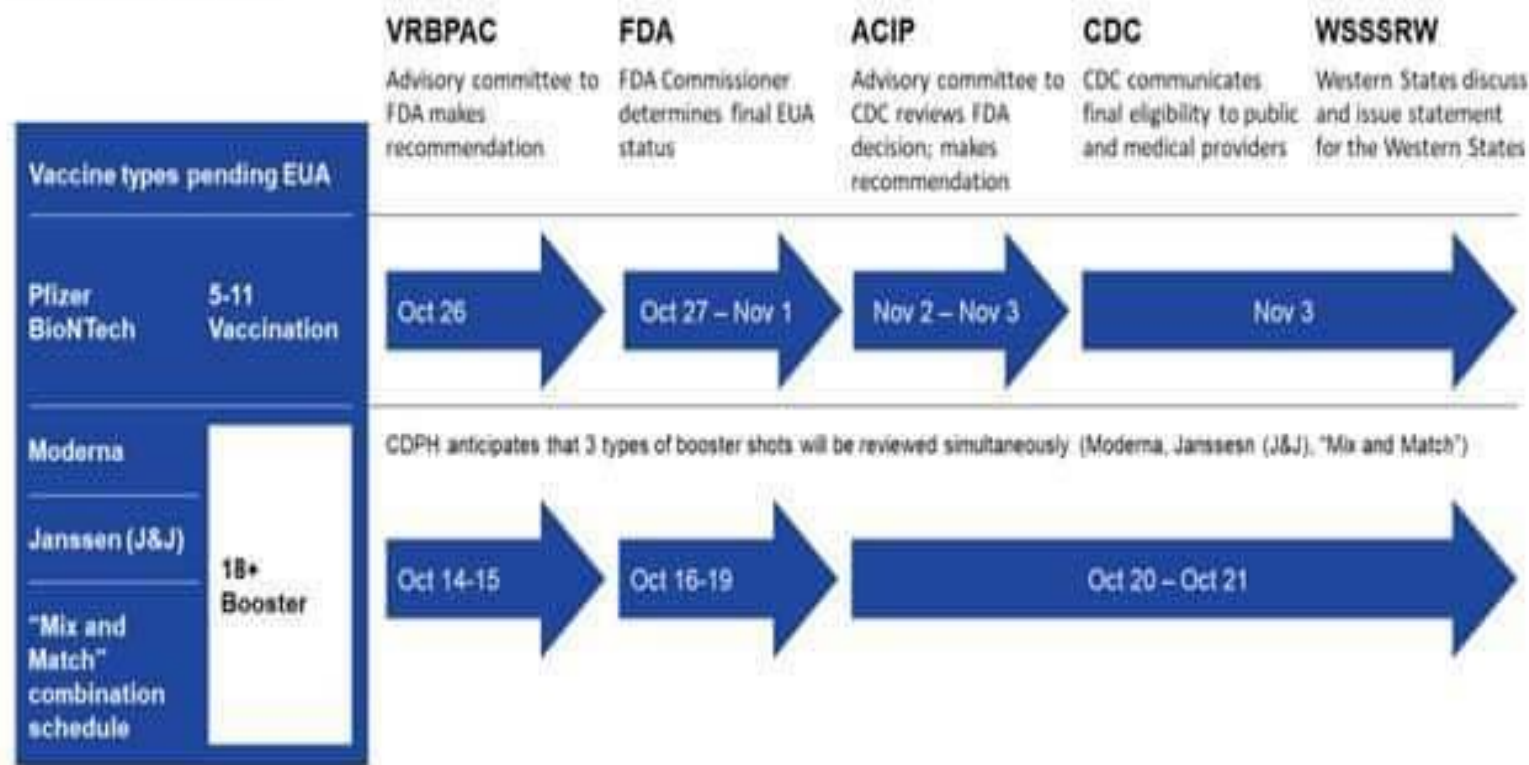 VRBPAC
Advisory committee to
FDA makes
recommendation
FDA
FDA Commissioner
determines final EUA
status
ACIP
Advisory committee to
CDC reviews FDA
decision; makes
recommendation
CDC
CDC communicates
final eligibility to public
and medical providers
WSSSRW
Western States discuss
and issue statement
for the Western States
Vaccine types pending EUA
Pfizer
BioNTech
5-11
Vaccination
Oct 26
Oct 27 – Nov 1
Nov 2 – Nov 3
Nov 3
CDPH anticipates that 3 types of booster shots will be reviewed simultaneously (Moderna, Janssesn (J&J), "Mix and Match")
Moderna
Janssen (J&J)
"Mix and
Match"
combination
schedule
18+
Booster
Oct 14-15
Oct 16-19
Oct 20 – Oct 21